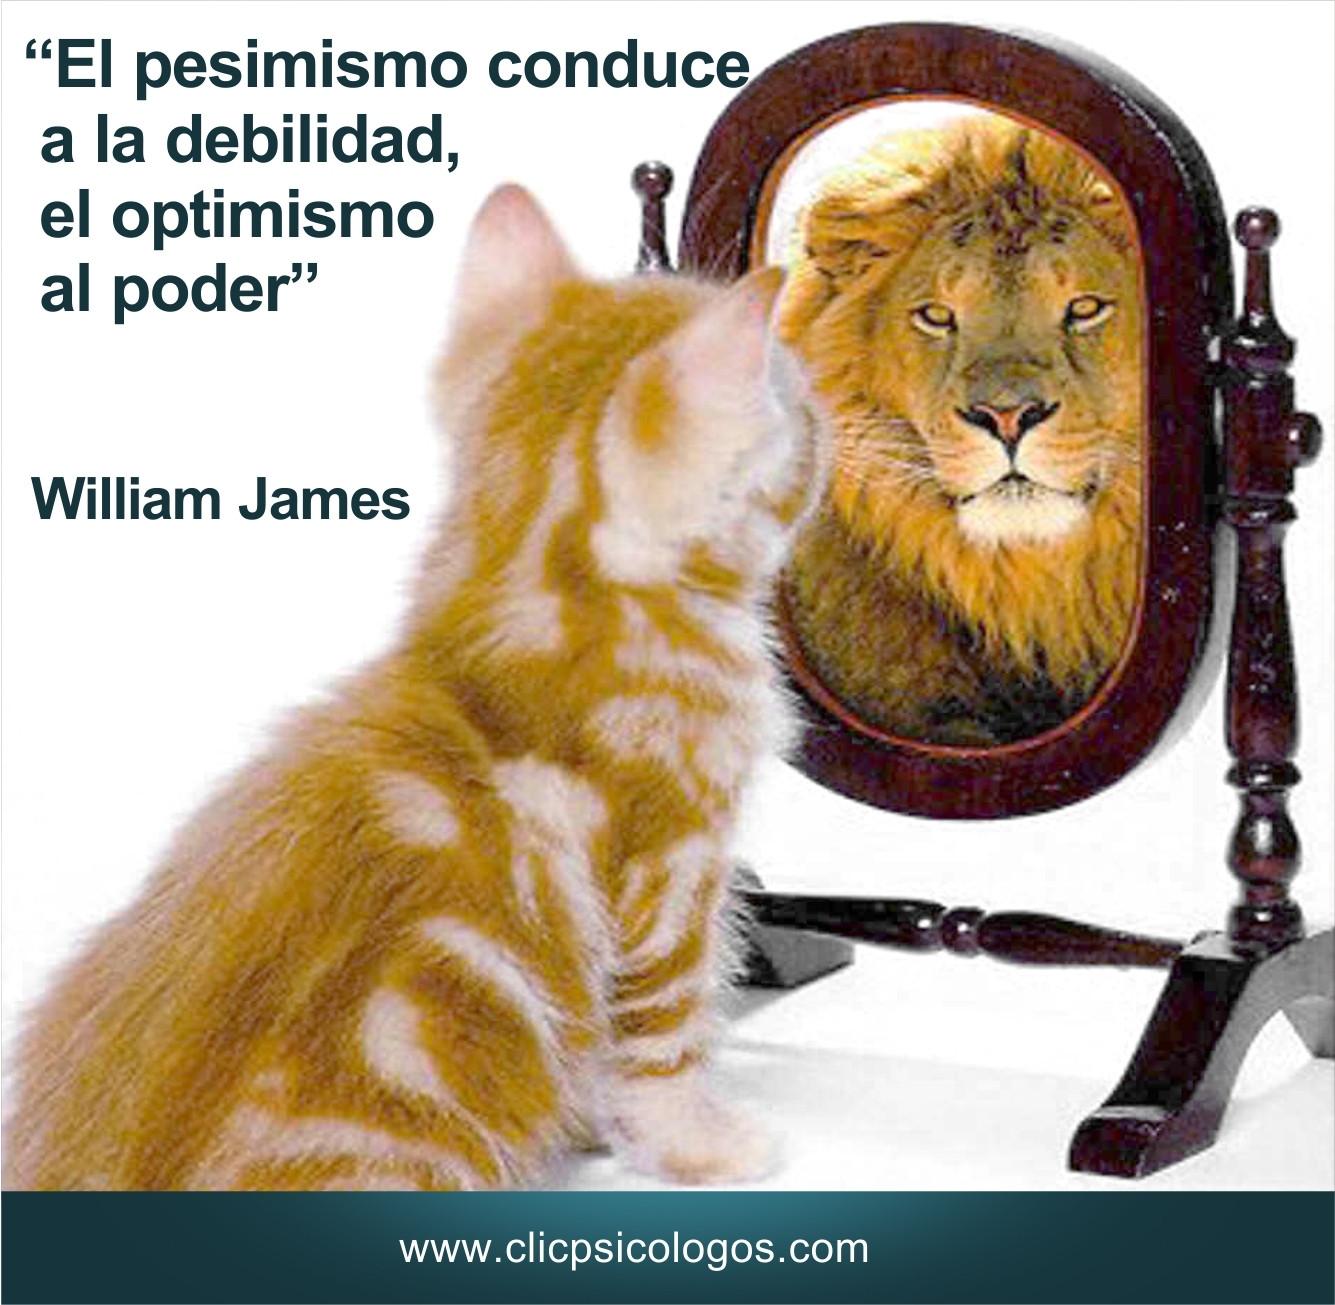 “El pesimismo conduce
a la debilidad,
el optimismo
al poder”
William James
www.clicpsicologos.com